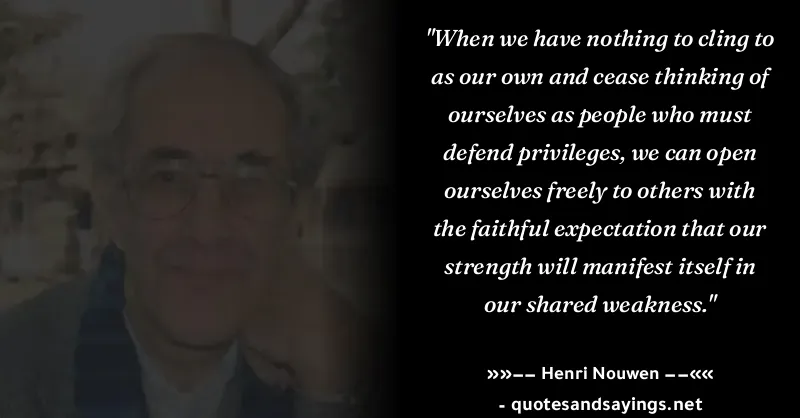 "When we have nothing to cling to
as our own and cease thinking of
ourselves as people who must
defend privileges, we can open
ourselves freely to others with
the faithful expectation that our
strength will manifest itself in
our shared weakness."
»»−− Henri Nouwen −−««
- quotesandsayings.net